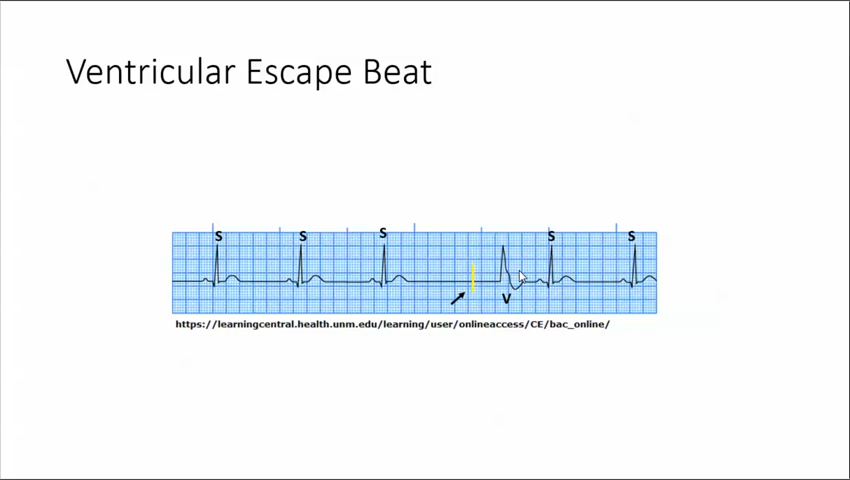 Ventricular Escape Beat
S S S S S
V
https://learningcentral.health.unm.edu/learning/user/onlineaccess/CE/bac_online/